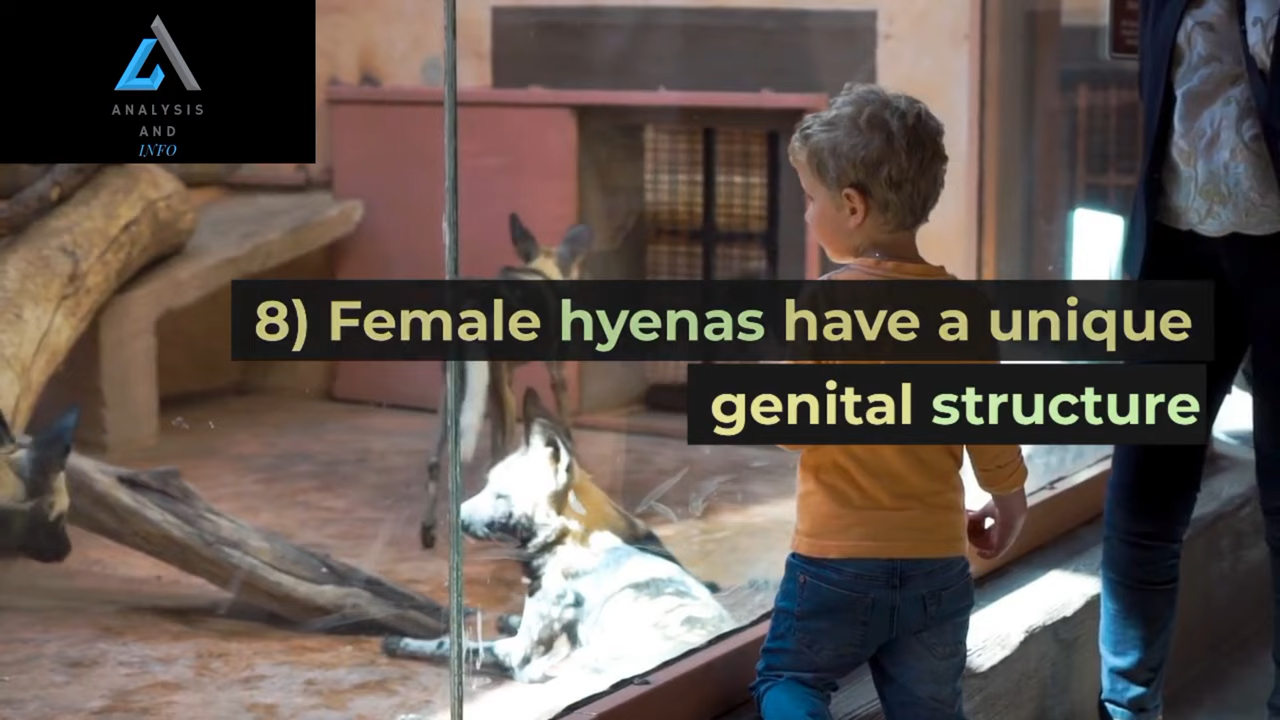 ANALYSIS
AND
INFO
8) Female hyenas have a unique
genital structure